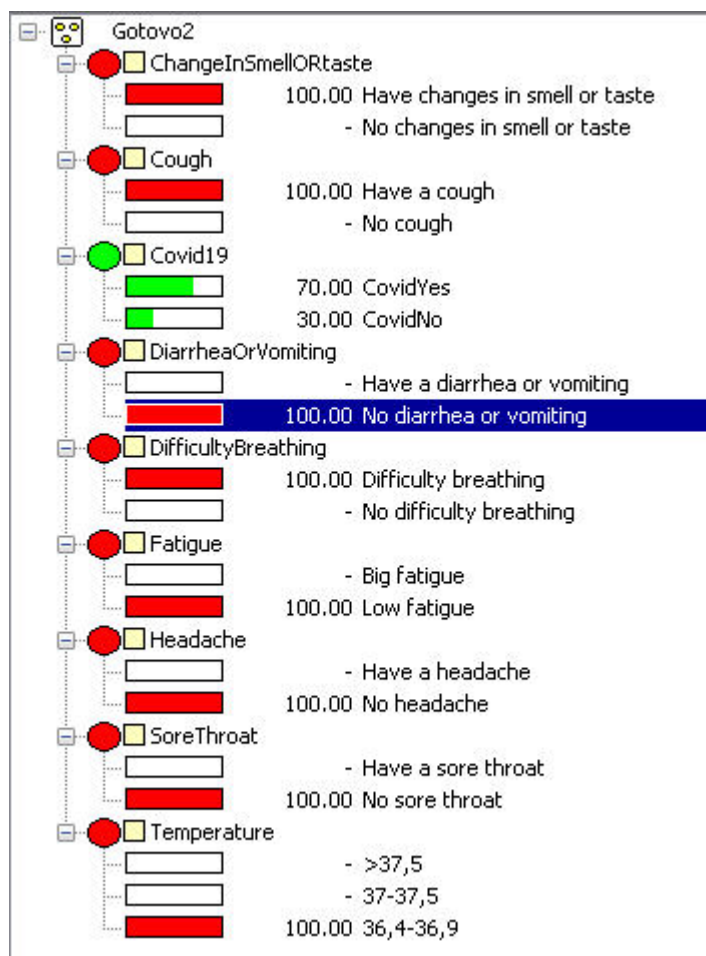 Gotovo2
ChangeInSmellORtaste
100.00 Have changes in smell or taste
- No changes in smell or taste
Cough
100.00 Have a cough
- No cough
Covid19
70.00 CovidYes
30.00 CovidNo
DiarrheaOrVomiting
- Have a diarrhea or vomiting
100.00 No diarrhea or vomiting
DifficultyBreathing
100.00 Difficulty breathing
- No difficulty breathing
Fatigue
- Big fatigue
100.00 Low fatigue
Headache
- Have a headache
100.00 No headache
SoreThroat
- Have a sore throat
100.00 No sore throat
Temperature
- >37,5
- 37-37,5
100.00 36,4-36,9